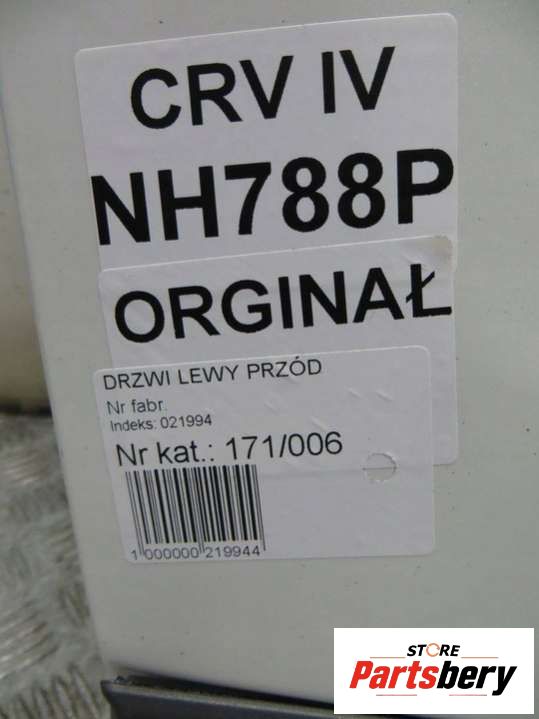 CRV IV
NH788P
ORGINAŁ
DRZWI LEWY PRZÓD
Nr fabr.
Indeks: 021994
Nr kat.: 171/006
1 000000 219944
STORE
Partsbery